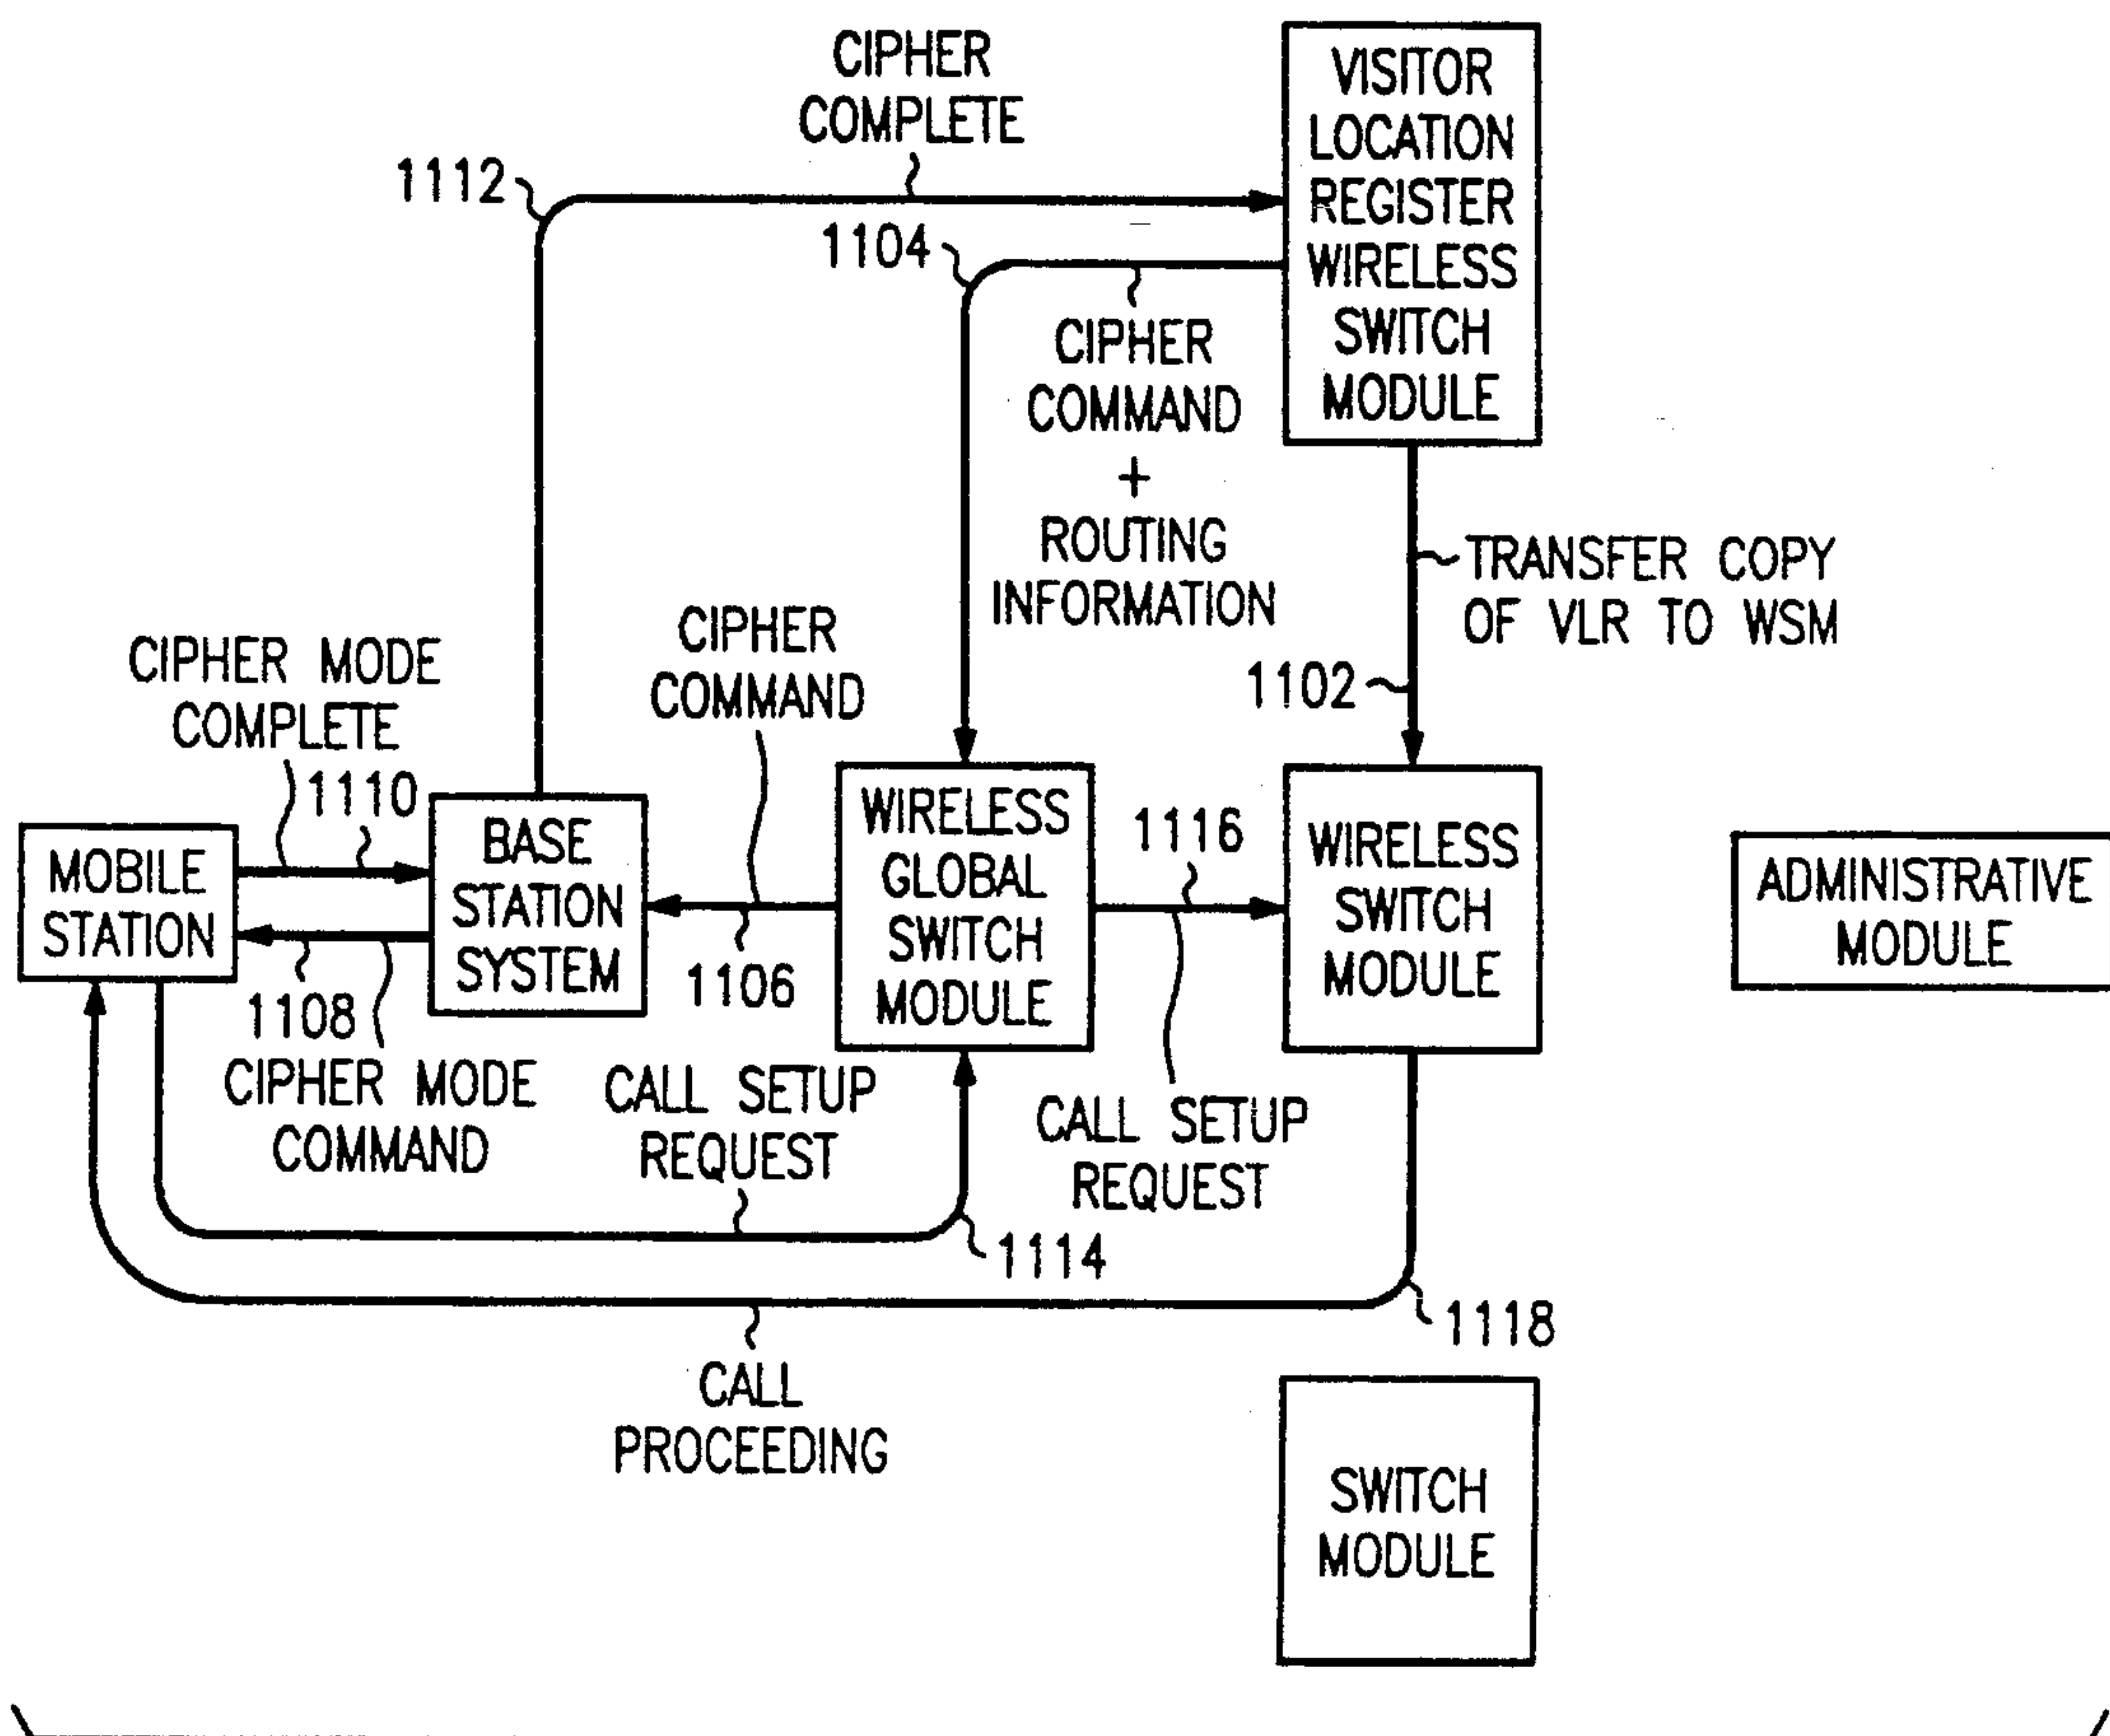 CIPHER
COMPLETE
1112
VISITOR
LOCATION
REGISTER
WIRELESS
SWITCH
MODULE
1104
CIPHER
COMMAND
+
ROUTING
INFORMATION
TRANSFER COPY
OF VLR TO WSM
1102
CIPHER
COMMAND
CIPHER MODE
COMPLETE
1110
MOBILE
STATION
BASE
STATION
SYSTEM
1106
WIRELESS
GLOBAL
SWITCH
MODULE
1116
WIRELESS
SWITCH
MODULE
ADMINISTRATIVE
MODULE
1108
CIPHER MODE
COMMAND
CALL SETUP
REQUEST
CALL SETUP
REQUEST
1114
1118
CALL
PROCEEDING
SWITCH
MODULE